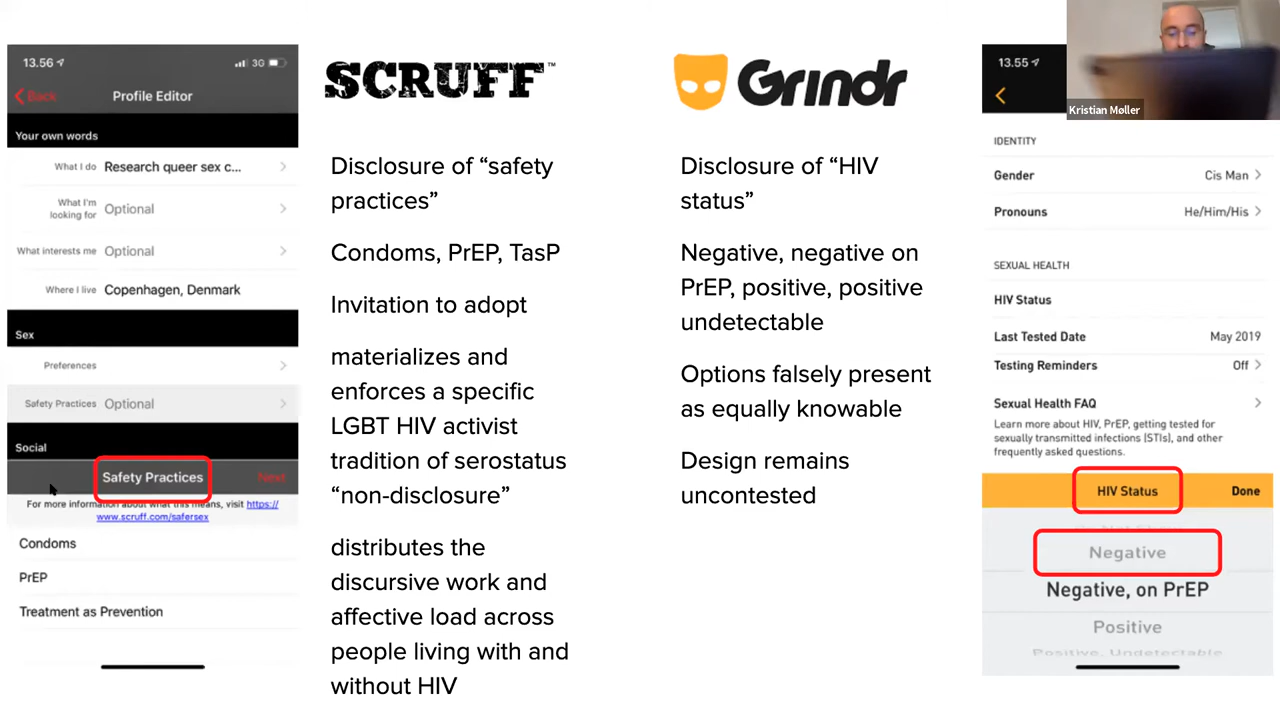 13.56
3G
Back
Profile Editor
Your own words
What I do Research queer sex c...
What I'm
looking for
Optional
What interests me Optional
Where I live Copenhagen, Denmark
Sex
Preferences
Safety Practices Optional
Social
Safety Practices
Next
For more information about what this means, visit https://
www.scruff.com/safersex
Condoms
PrEP
Treatment as Prevention
SCRUFF™
Disclosure of “safety
practices”
Condoms, PrEP, TasP
Invitation to adopt
materializes and
enforces a specific
LGBT HIV activist
tradition of serostatus
“non-disclosure”
distributes the
discursive work and
affective load across
people living with and
without HIV
Grindr
Disclosure of “HIV
status”
Negative, negative on
PrEP, positive, positive
undetectable
Options falsely present
as equally knowable
Design remains
uncontested
13.55
Kristian Møller
IDENTITY
Gender Cis Man
Pronouns He/Him/His
SEXUAL HEALTH
HIV Status
Last Tested Date May 2019
Testing Reminders Off
Sexual Health FAQ
Learn more about HIV, PrEP, getting tested for
sexually transmitted infections (STIs), and other
frequently asked questions.
HIV Status
Done
Negative
Negative, on PrEP
Positive
Positive, Undetectable